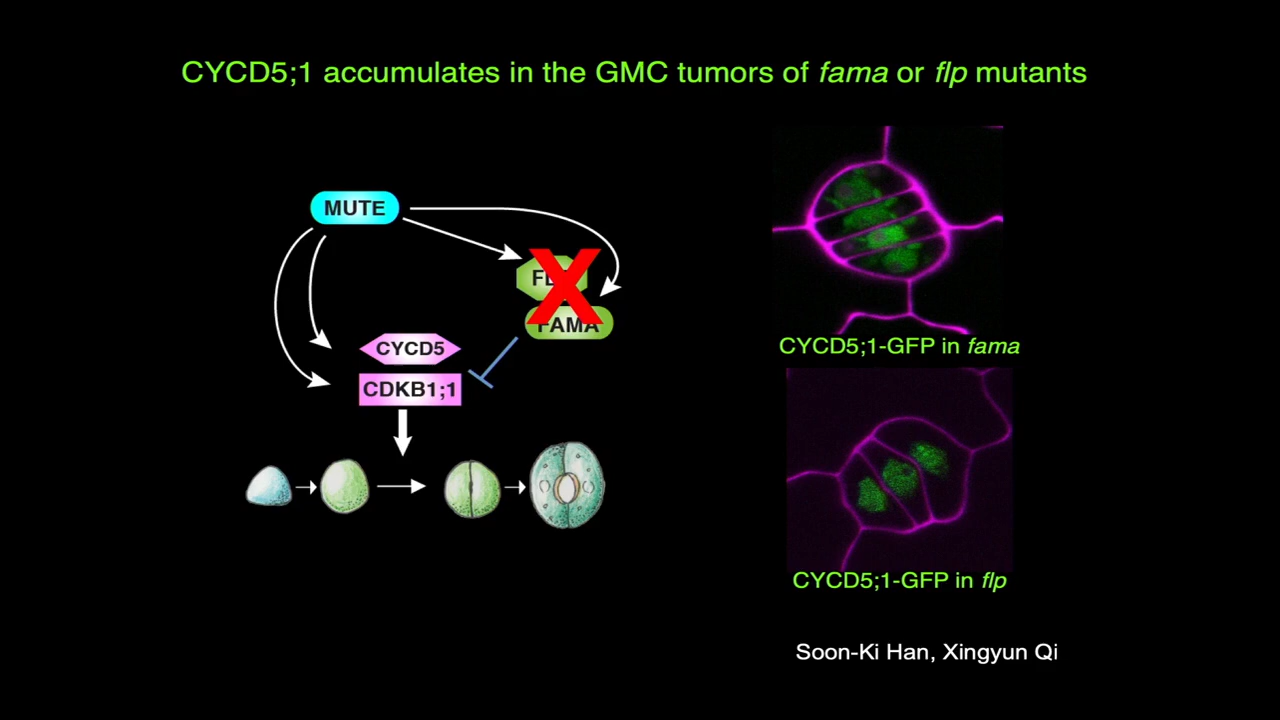 CYCD5;1 accumulates in the GMC tumors of fama or flp mutants
MUTE
FAMA
CYCD5
CDKB1;1
CYCD5;1-GFP in fama
CYCD5;1-GFP in flp
Soon-Ki Han, Xingyun Qi